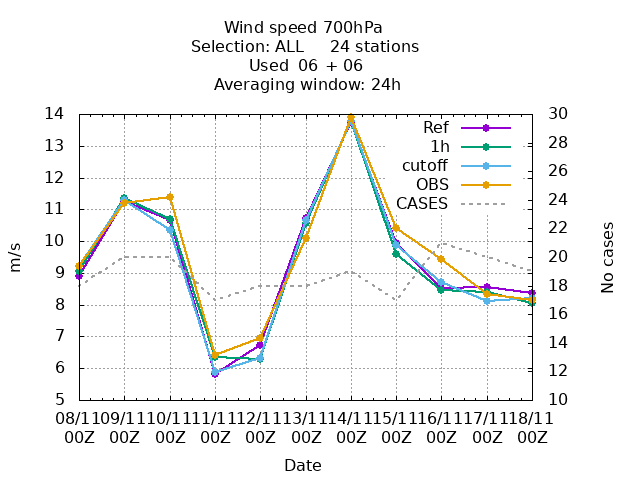 Wind speed 700hPa
Selection: ALL 24 stations
Used 06 + 06
Averaging window: 24h
14
13
12
11
10
9
8
7
6
5
30
28
26
24
22
20
18
16
14
12
10
Ref
1h
cutoff
OBS
CASES
m/s
No cases
08/11 09/11 10/11 11/11 12/11 13/11 14/11 15/11 16/11 17/11 18/11
00Z 00Z 00Z 00Z 00Z 00Z 00Z 00Z 00Z 00Z 00Z
Date